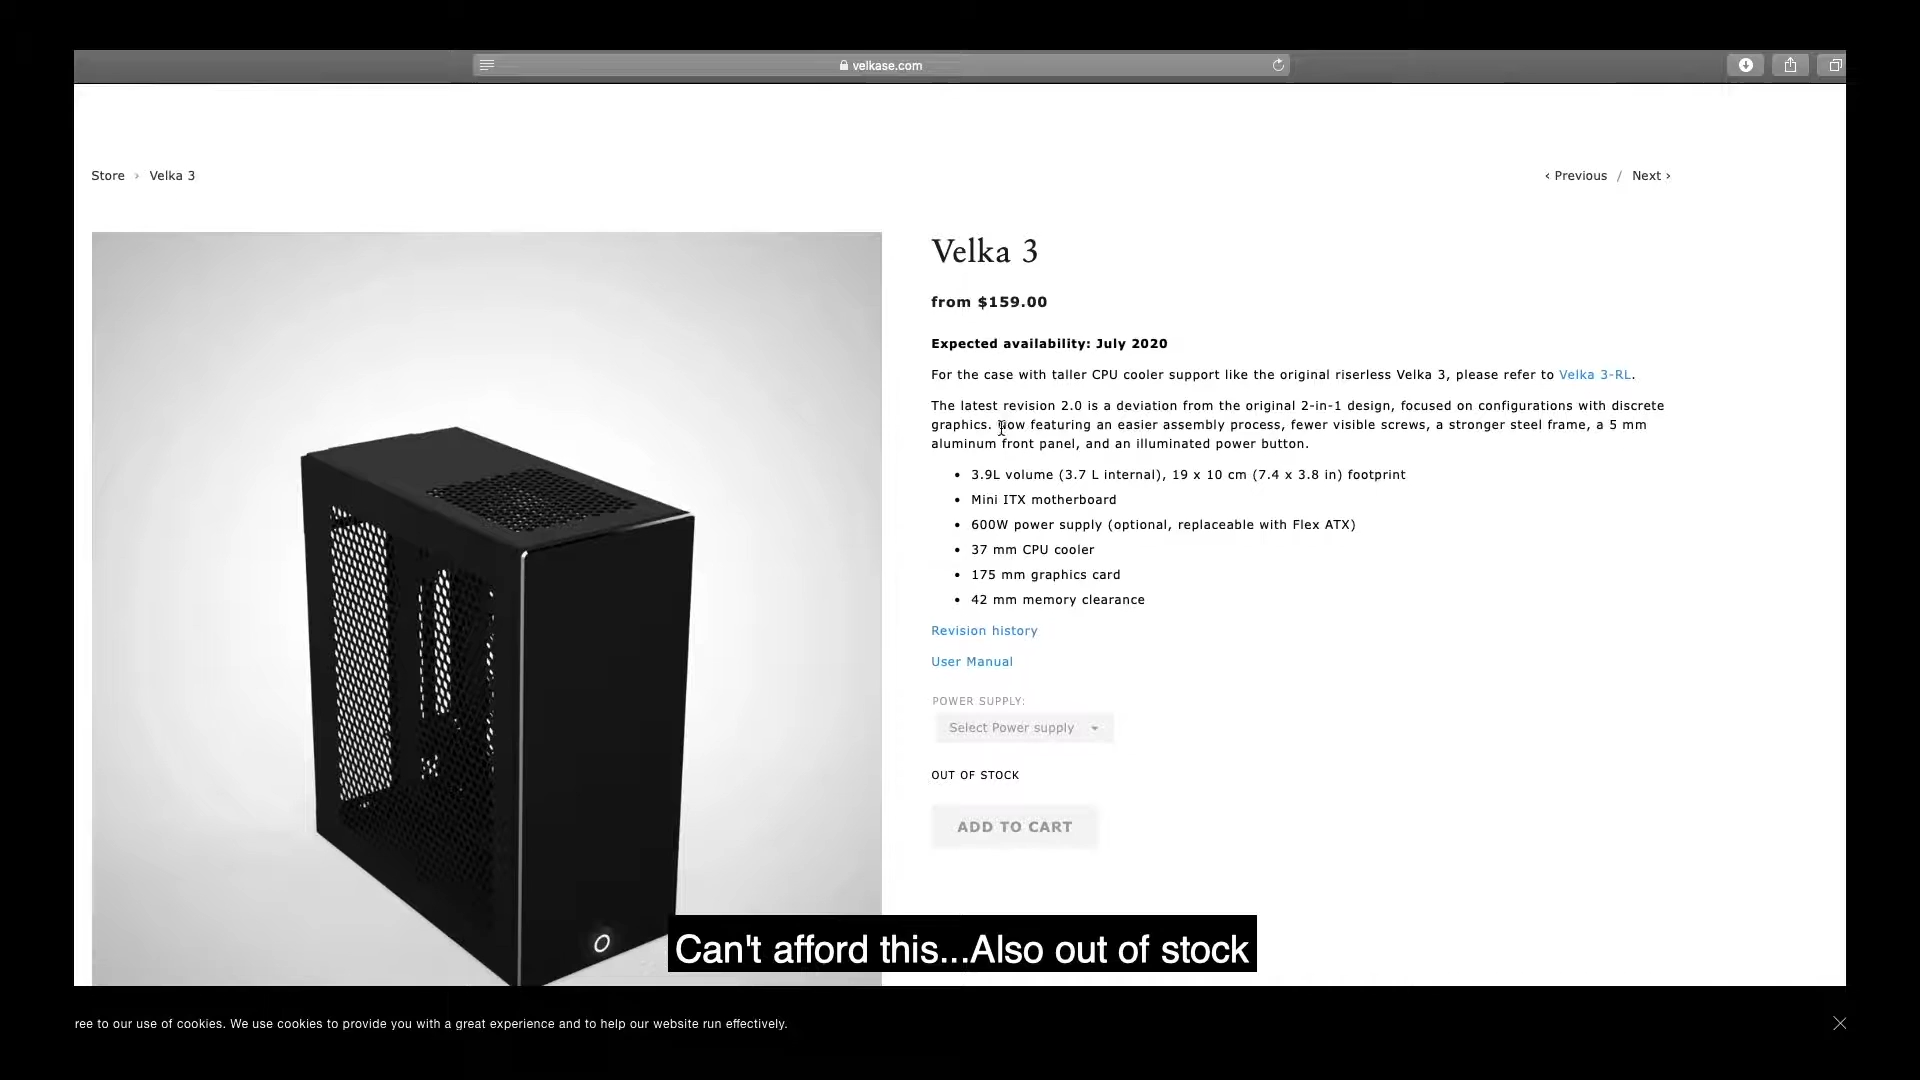 velkase.com
Store › Velka 3
‹ Previous / Next ›
Velka 3
from $159.00
Expected availability: July 2020
For the case with taller CPU cooler support like the original riserless Velka 3, please refer to Velka 3-RL.
The latest revision 2.0 is a deviation from the original 2-in-1 design, focused on configurations with discrete
graphics. Now featuring an easier assembly process, fewer visible screws, a stronger steel frame, a 5 mm
aluminum front panel, and an illuminated power button.
• 3.9L volume (3.7 L internal), 19 x 10 cm (7.4 x 3.8 in) footprint
• Mini ITX motherboard
• 600W power supply (optional, replaceable with Flex ATX)
• 37 mm CPU cooler
• 175 mm graphics card
• 42 mm memory clearance
Revision history
User Manual
POWER SUPPLY:
Select Power supply
OUT OF STOCK
ADD TO CART
Can't afford this...Also out of stock
ree to our use of cookies. We use cookies to provide you with a great experience and to help our website run effectively.